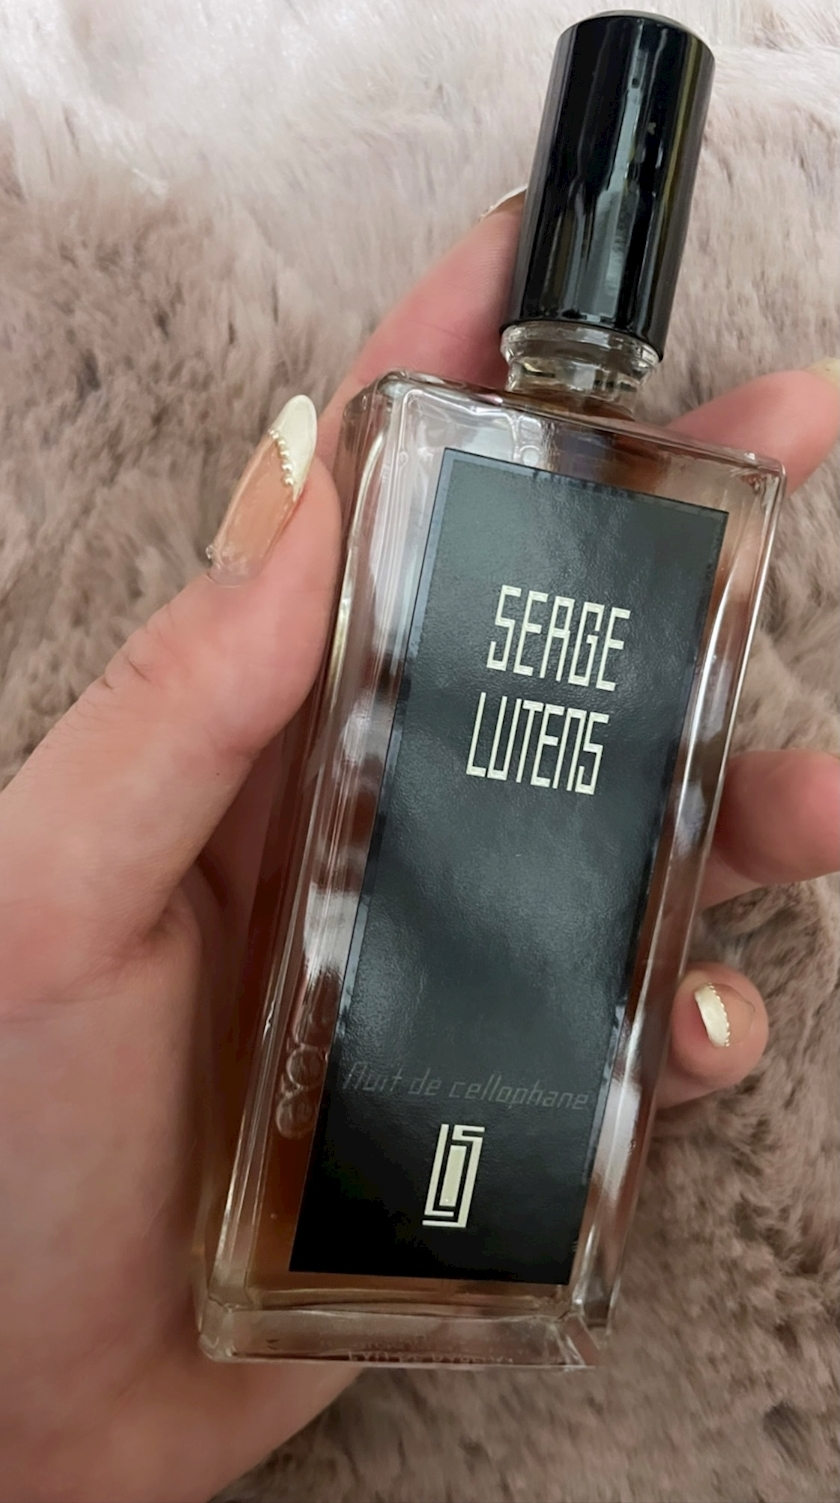 SERGE
LUTENS
Nuit de cellophane